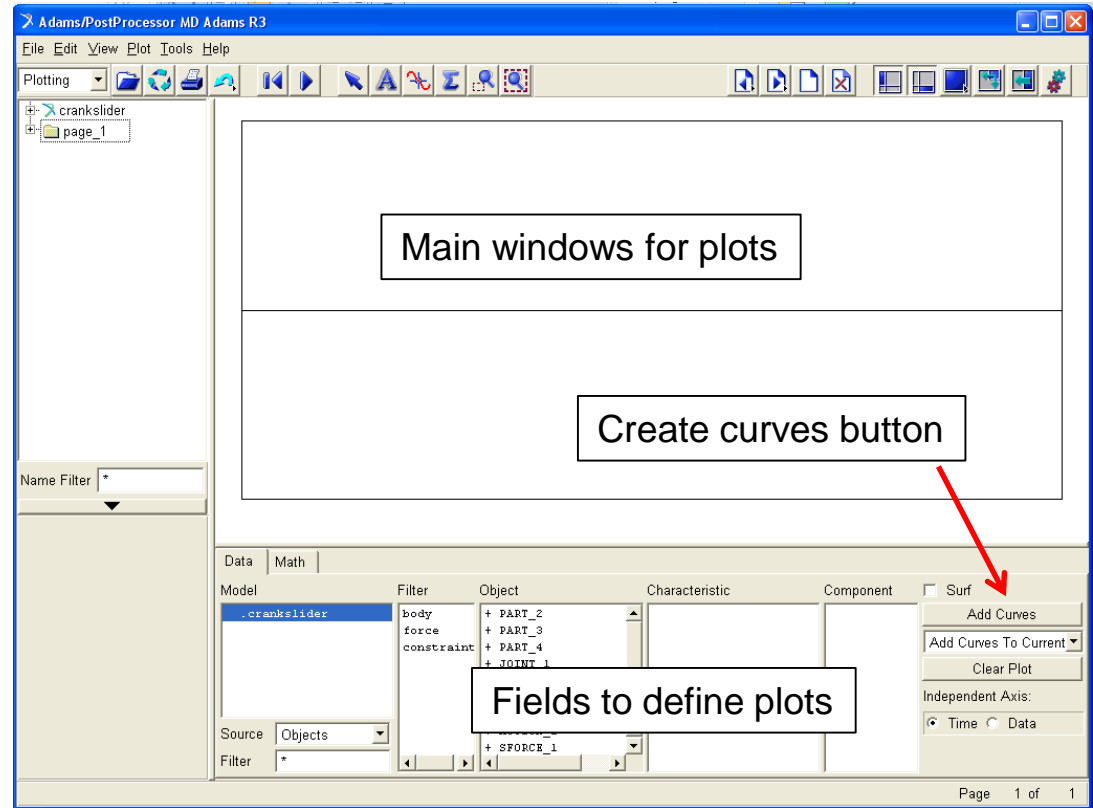 Adams/PostProcessor MD Adams R3
File Edit View Plot Tools Help
Plotting
crankslider
page_1
Main windows for plots
Create curves button
Name Filter *
Data Math
Model Filter Object Characteristic Component Surf
.crankslider body + PART_2 Add Curves
force + PART_3
constraint + PART_4 Add Curves To Current
+ JOINT_1 Clear Plot
Fields to define plots Independent Axis:
Source Objects Time Data
+ SFORCE_1
Filter *
Page 1 of 1